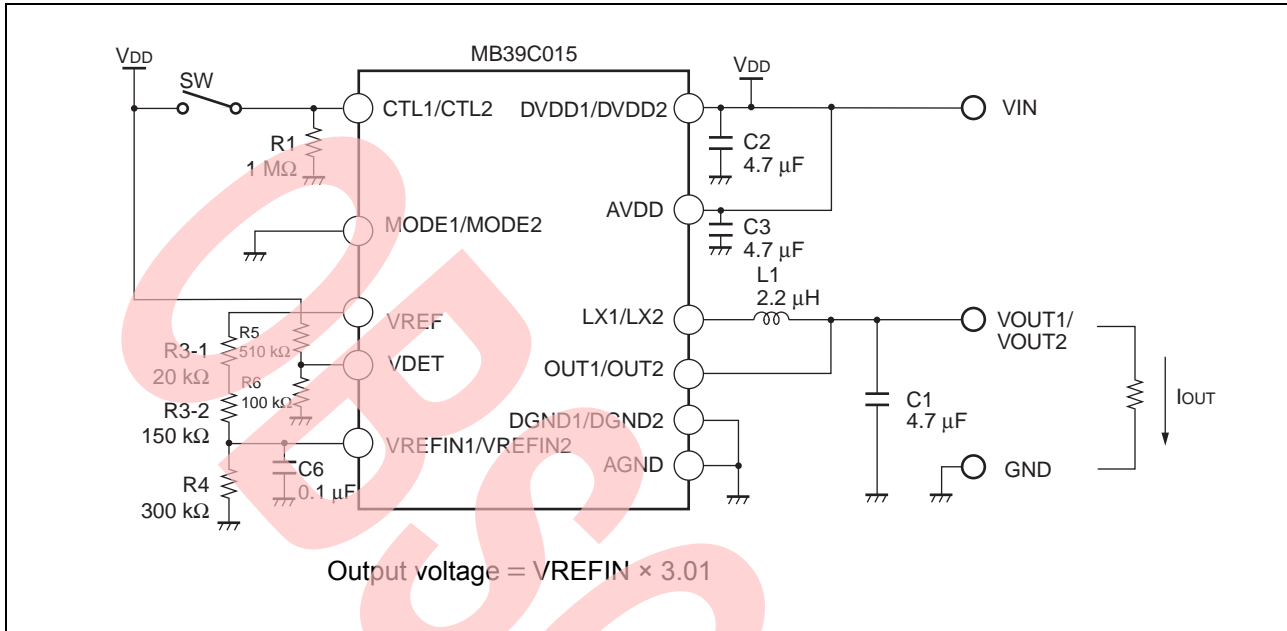 MB39C015
VDD
SW
CTL1/CTL2
R1
1 MΩ
MODE1/MODE2
VREF
R5
510 kΩ
R3-1
20 kΩ
VDET
R6
100 kΩ
R3-2
150 kΩ
VREFIN1/VREFIN2
C6
0.1 μF
R4
300 kΩ
VDD
DVDD1/DVDD2
VIN
C2
4.7 μF
AVDD
C3
4.7 μF
L1
2.2 μH
LX1/LX2
VOUT1/
VOUT2
OUT1/OUT2
C1
4.7 μF
IOUT
DGND1/DGND2
AGND
GND
Output voltage = VREFIN × 3.01
OBSO